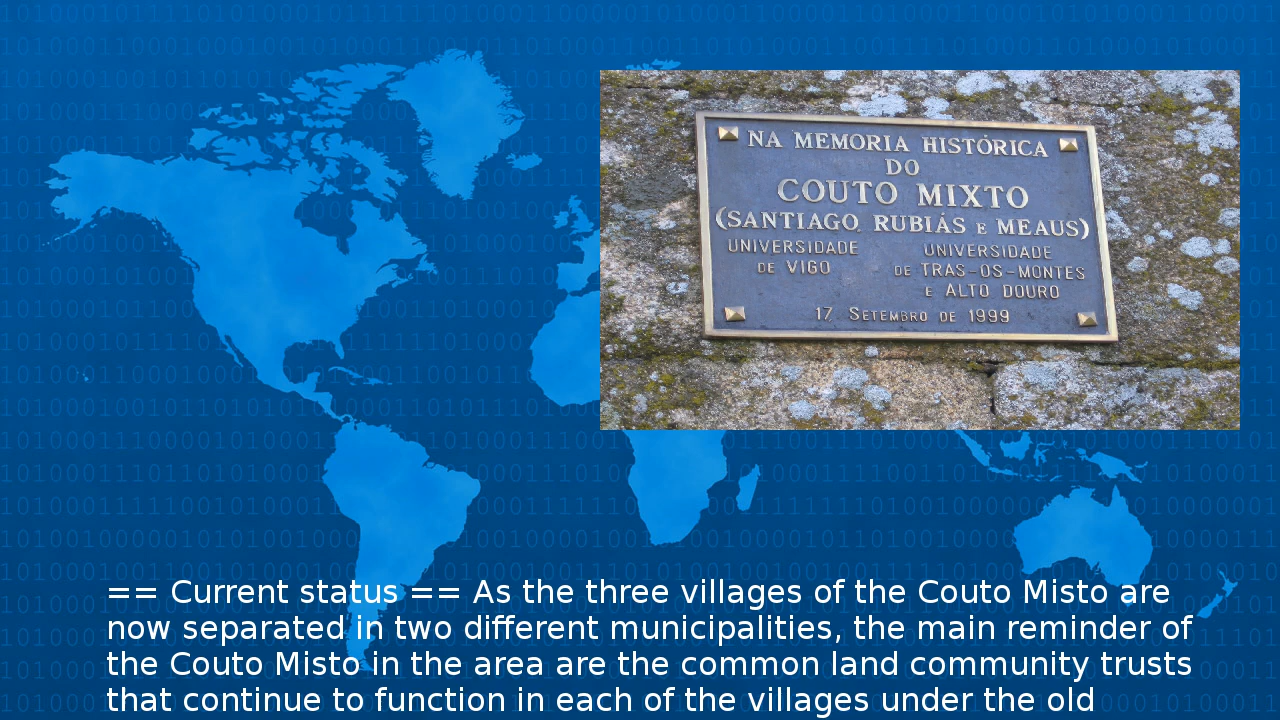 NA MEMORIA HISTÓRICA
DO
COUTO MIXTO
(SANTIAGO, RUBIÁS E MEAUS)
UNIVERSIDADE
DE VIGO
UNIVERSIDADE
DE TRAS-OS-MONTES
E ALTO DOURO
17, SETEMBRO DE 1999
== Current status == As the three villages of the Couto Misto are
now separated in two different municipalities, the main reminder of
the Couto Misto in the area are the common land community trusts
that continue to function in each of the villages under the old